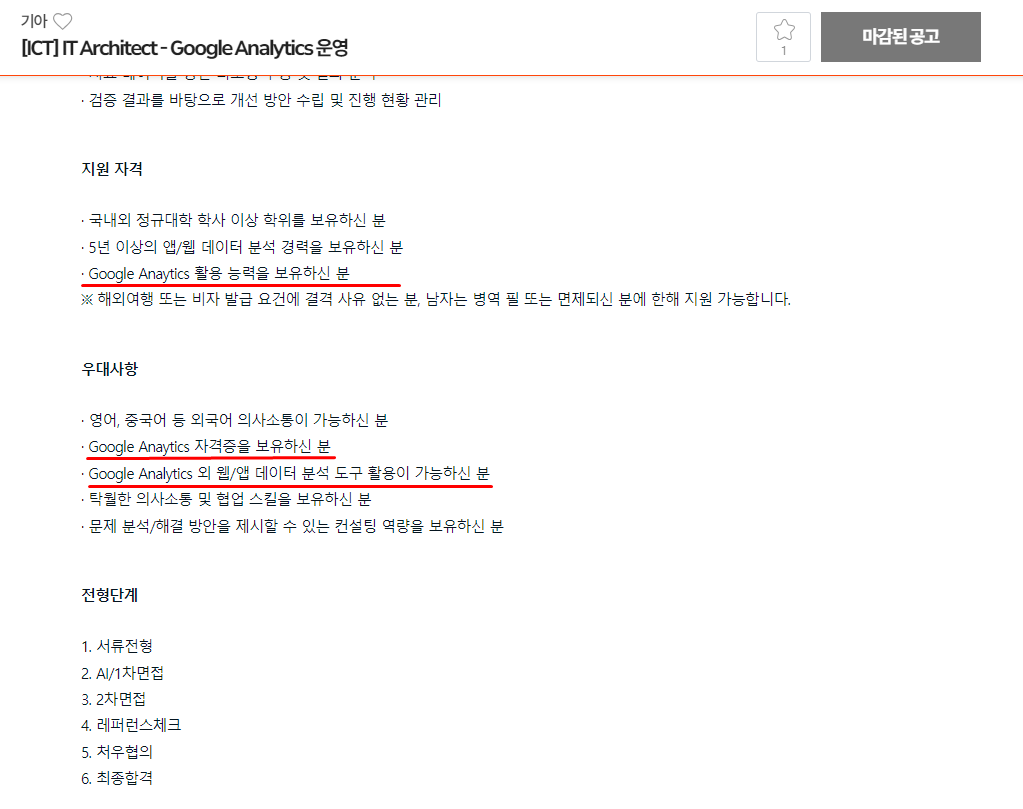 기아
[ICT] IT Architect - Google Analytics 운영
1
마감된 공고
· 검증 결과를 바탕으로 개선 방안 수립 및 진행 현황 관리
지원 자격
· 국내외 정규대학 학사 이상 학위를 보유하신 분
· 5년 이상의 앱/웹 데이터 분석 경력을 보유하신 분
· Google Anaytics 활용 능력을 보유하신 분
※ 해외여행 또는 비자 발급 요건에 결격 사유 없는 분, 남자는 병역 필 또는 면제되신 분에 한해 지원 가능합니다.
우대사항
· 영어, 중국어 등 외국어 의사소통이 가능하신 분
· Google Anaytics 자격증을 보유하신 분
· Google Analytics 외 웹/앱 데이터 분석 도구 활용이 가능하신 분
· 탁월한 의사소통 및 협업 스킬을 보유하신 분
· 문제 분석/해결 방안을 제시할 수 있는 컨설팅 역량을 보유하신 분
전형단계
1. 서류전형
2. AI/1차면접
3. 2차면접
4. 레퍼런스체크
5. 처우협의
6. 최종합격